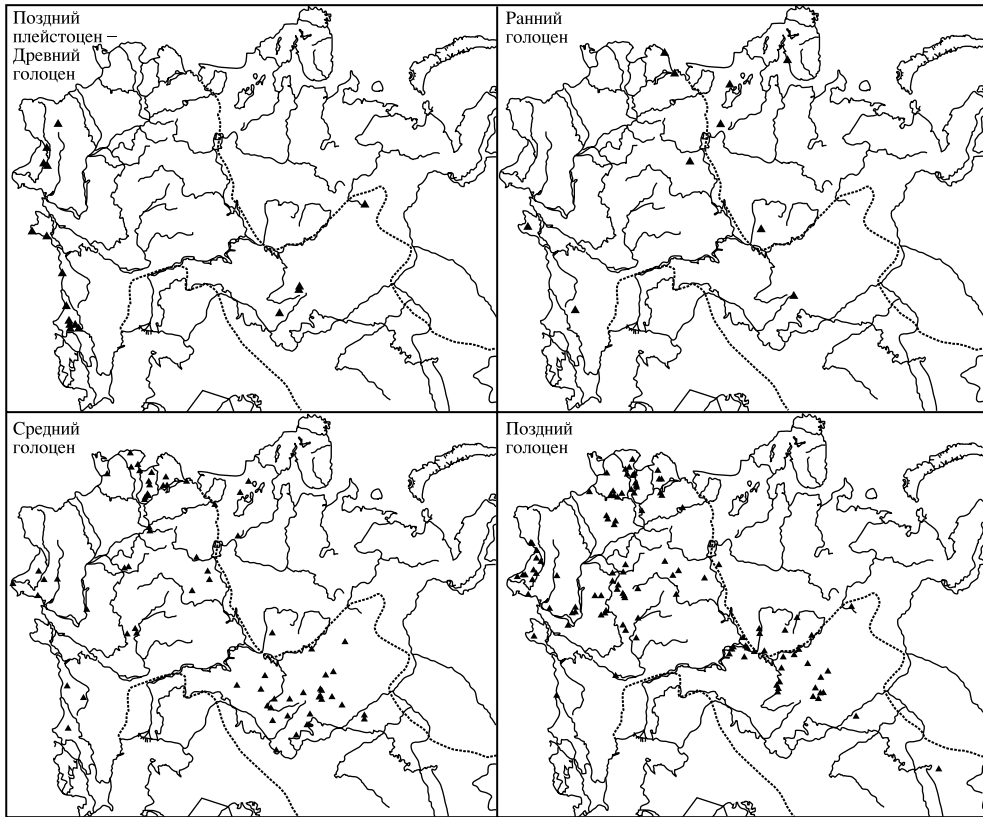 Поздний
плейстоцен –
Древний
голоцен
Ранний
голоцен
Средний
голоцен
Поздний
голоцен